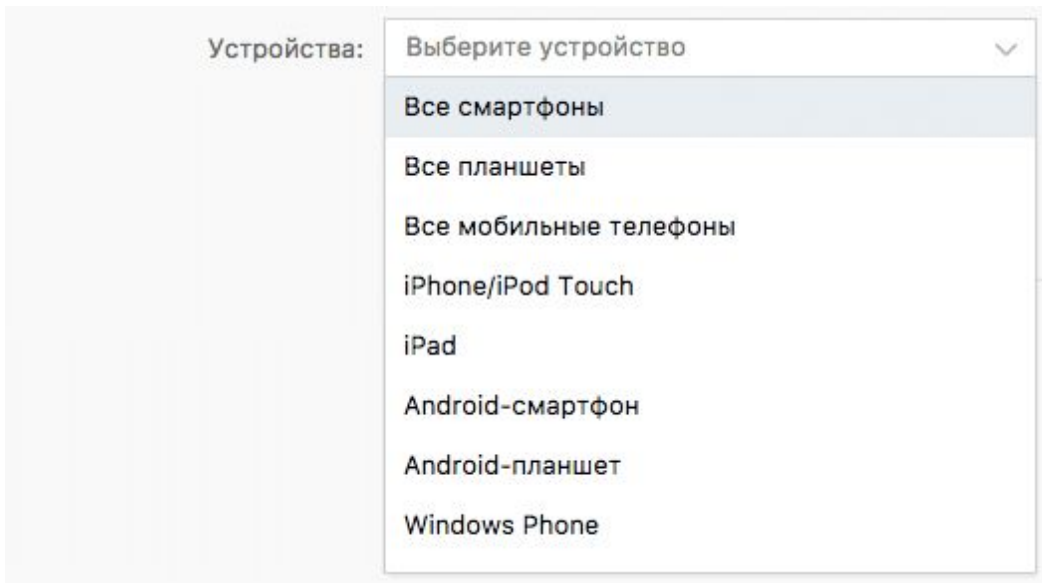 Устройства: Выберите устройство
Все смартфоны
Все планшеты
Все мобильные телефоны
iPhone/iPod Touch
iPad
Android-смартфон
Android-планшет
Windows Phone